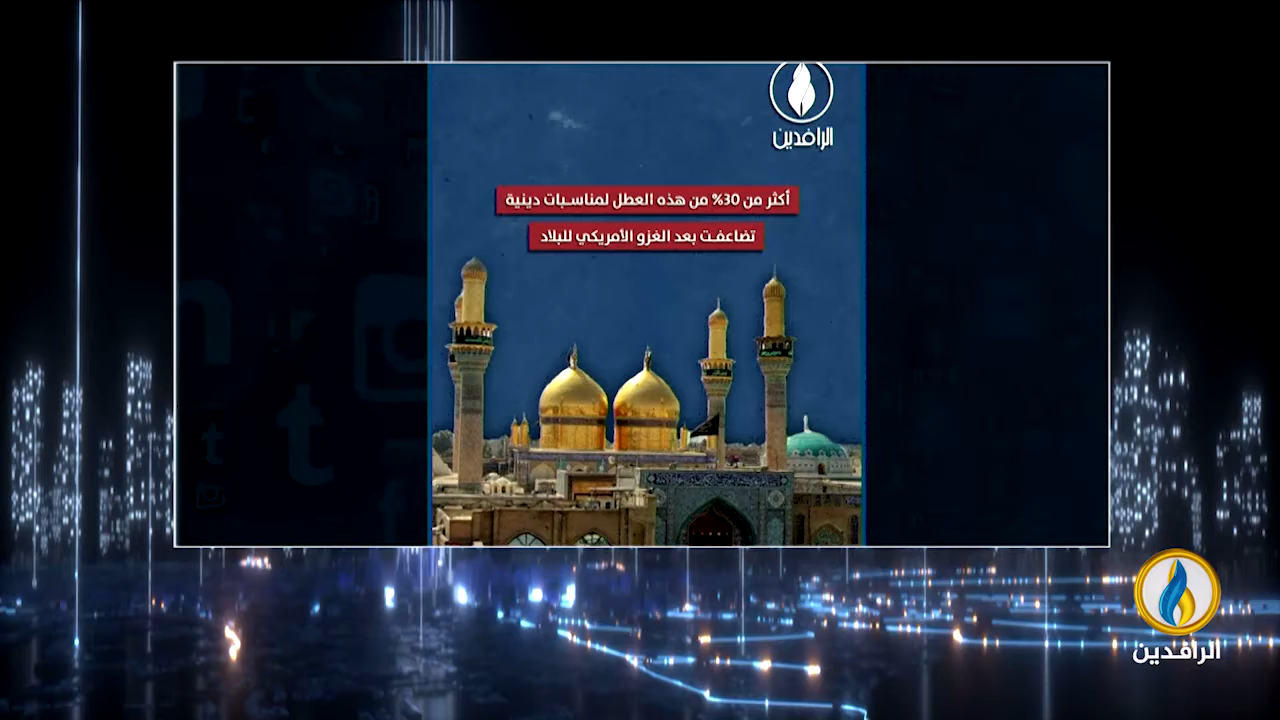 الرافدين
أكثر من 30% من هذه العطل لمناسبات دينية
تضاعفت بعد الغزو الأمريكي للبلاد
الرافدين